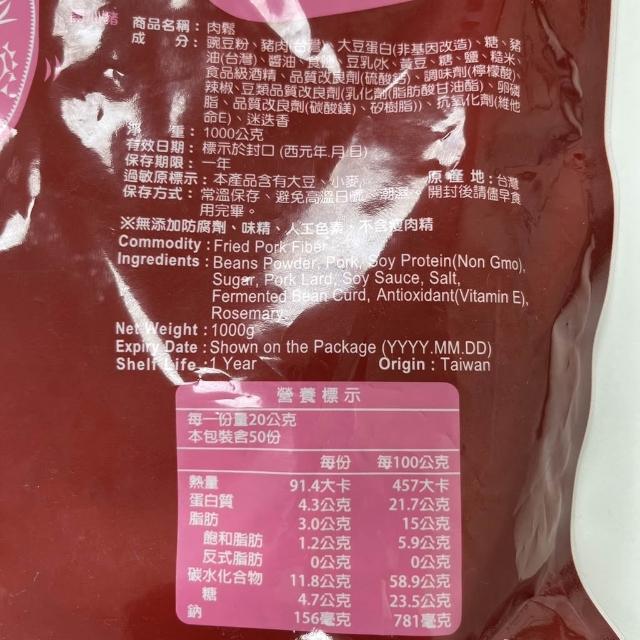 商品名稱：肉鬆
成　分：豌豆粉、豬肉(台灣)、大豆蛋白(非基因改造)、糖、豬
油(台灣)、醬油、食鹽、豆乳水、黃豆、糖、鹽、糙米、
食品級酒精、品質改良劑(硫酸鈣)、調味劑(檸檬酸)、
辣椒、豆類品質改良劑(乳化劑(脂肪酸甘油酯)、卵磷
脂、品質改良劑(碳酸鎂)、矽樹脂))、抗氧化劑(維他
命E)、迷迭香
淨　重：1000公克
有效日期：標示於封口 (西元年.月.日)
保存期限：一年
過敏原標示：本產品含有大豆、小麥　原產地：台灣
保存方式：常溫保存、避免高溫日曬、潮濕、開封後請儘早食
用完畢。
※無添加防腐劑、味精、人工色素、不含瘦肉精
Commodity : Fried Pork Fiber
Ingredients : Beans Powder, Pork, Soy Protein(Non Gmo),
Sugar, Pork Lard, Soy Sauce, Salt,
Fermented Bean Curd, Antioxidant(Vitamin E),
Rosemary
Net Weight : 1000g
Expiry Date : Shown on the Package (YYYY.MM.DD)
Shelf Life : 1 Year Origin : Taiwan
營養標示
每一份量20公克
本包裝含50份
每份 每100公克
熱量 91.4大卡 457大卡
蛋白質 4.3公克 21.7公克
脂肪 3.0公克 15公克
飽和脂肪 1.2公克 5.9公克
反式脂肪 0公克 0公克
碳水化合物 11.8公克 58.9公克
糖 4.7公克 23.5公克
鈉 156毫克 781毫克